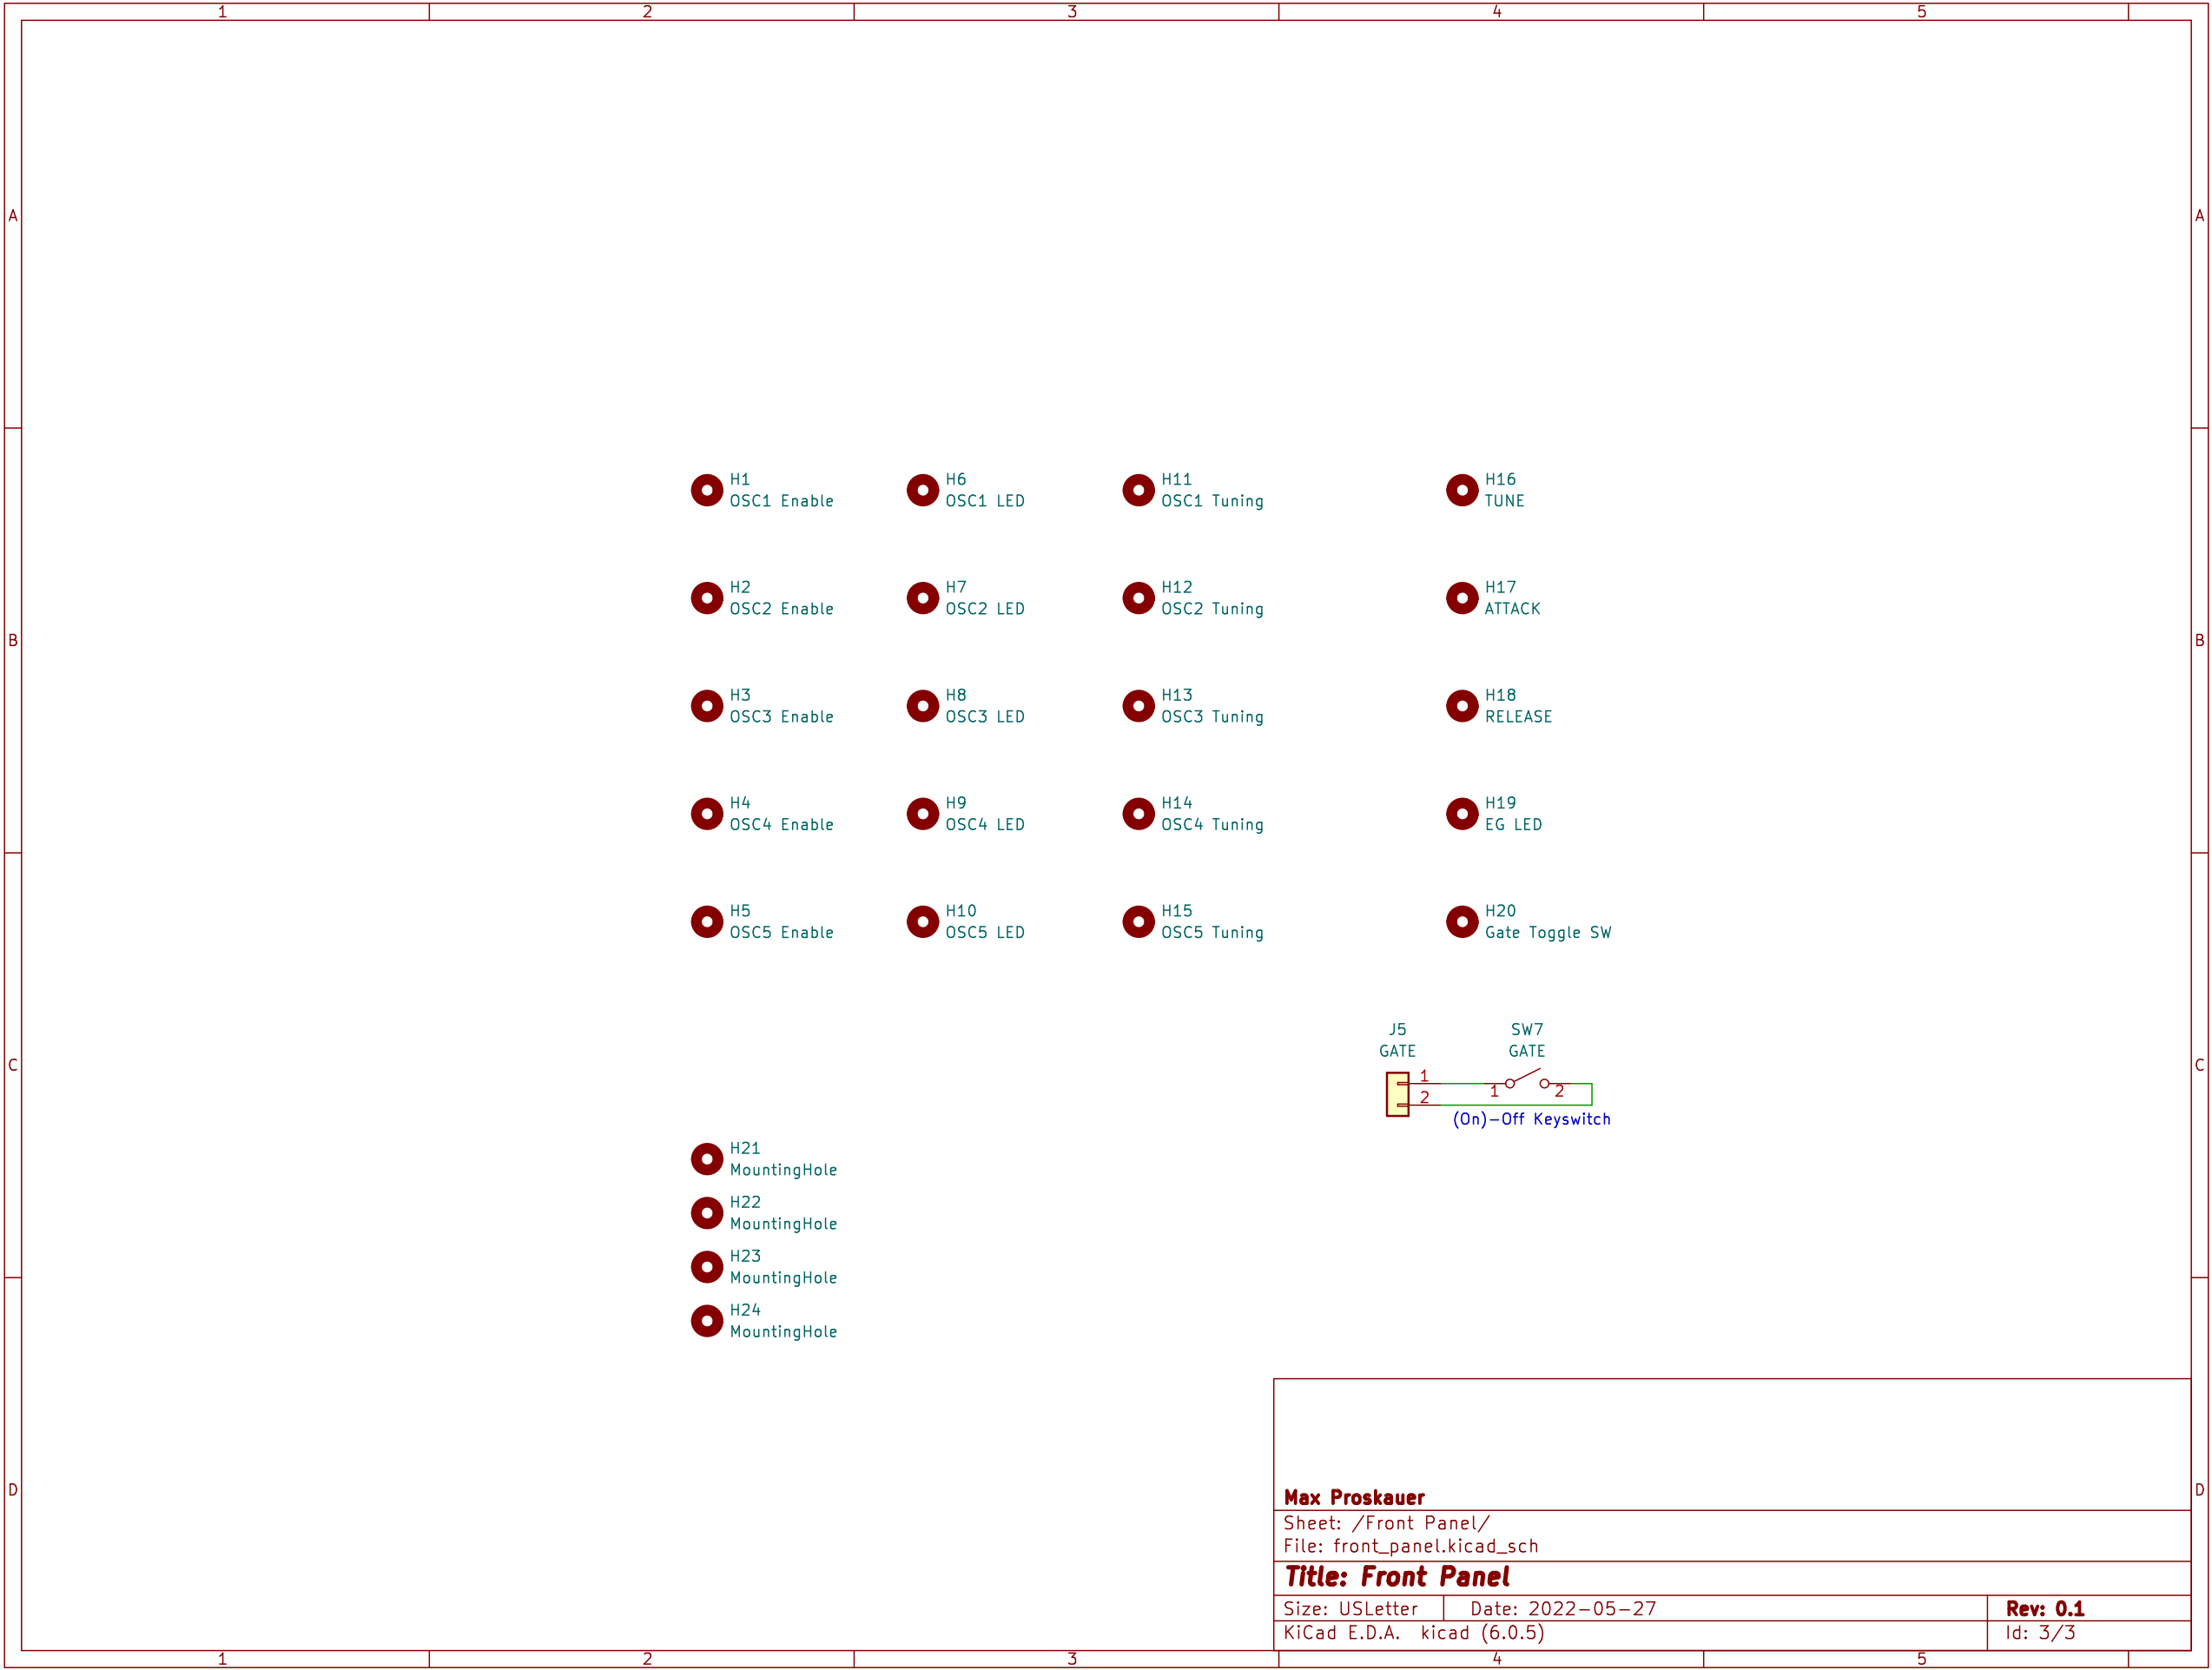 1 2 3 4 5
A A
H1 H6 H11 H16
OSC1 Enable OSC1 LED OSC1 Tuning TUNE
H2 H7 H12 H17
OSC2 Enable OSC2 LED OSC2 Tuning ATTACK
B B
H3 H8 H13 H18
OSC3 Enable OSC3 LED OSC3 Tuning RELEASE
H4 H9 H14 H19
OSC4 Enable OSC4 LED OSC4 Tuning EG LED
H5 H10 H15 H20
OSC5 Enable OSC5 LED OSC5 Tuning Gate Toggle SW
J5 SW7
GATE GATE
C C
1 1 2
2
(On)-Off Keyswitch
H21
MountingHole
H22
MountingHole
H23
MountingHole
H24
MountingHole
D D
Max Proskauer
Sheet: /Front Panel/
File: front_panel.kicad_sch
Title: Front Panel
Size: USLetter Date: 2022-05-27 Rev: 0.1
KiCad E.D.A. kicad (6.0.5) Id: 3/3
1 2 3 4 5